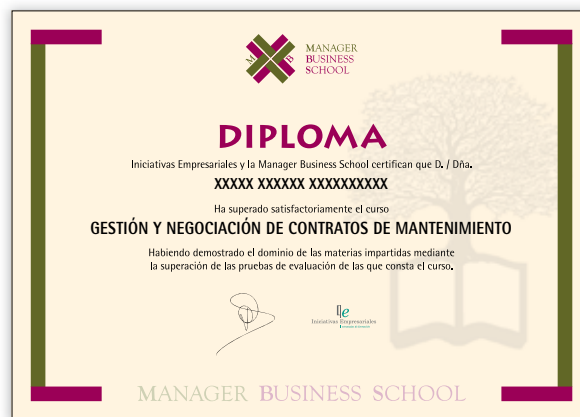 M B
MANAGER
BUSINESS
SCHOOL
DIPLOMA
Iniciativas Empresariales y la Manager Business School certifican que D. / Dña.
XXXXX XXXXXX XXXXXXXXXX
Ha superado satisfactoriamente el curso
GESTIÓN Y NEGOCIACIÓN DE CONTRATOS DE MANTENIMIENTO
Habiendo demostrado el dominio de las materias impartidas mediante
la superación de las pruebas de evaluación de las que consta el curso.
Iniciativas Empresariales
MANAGER BUSINESS SCHOOL